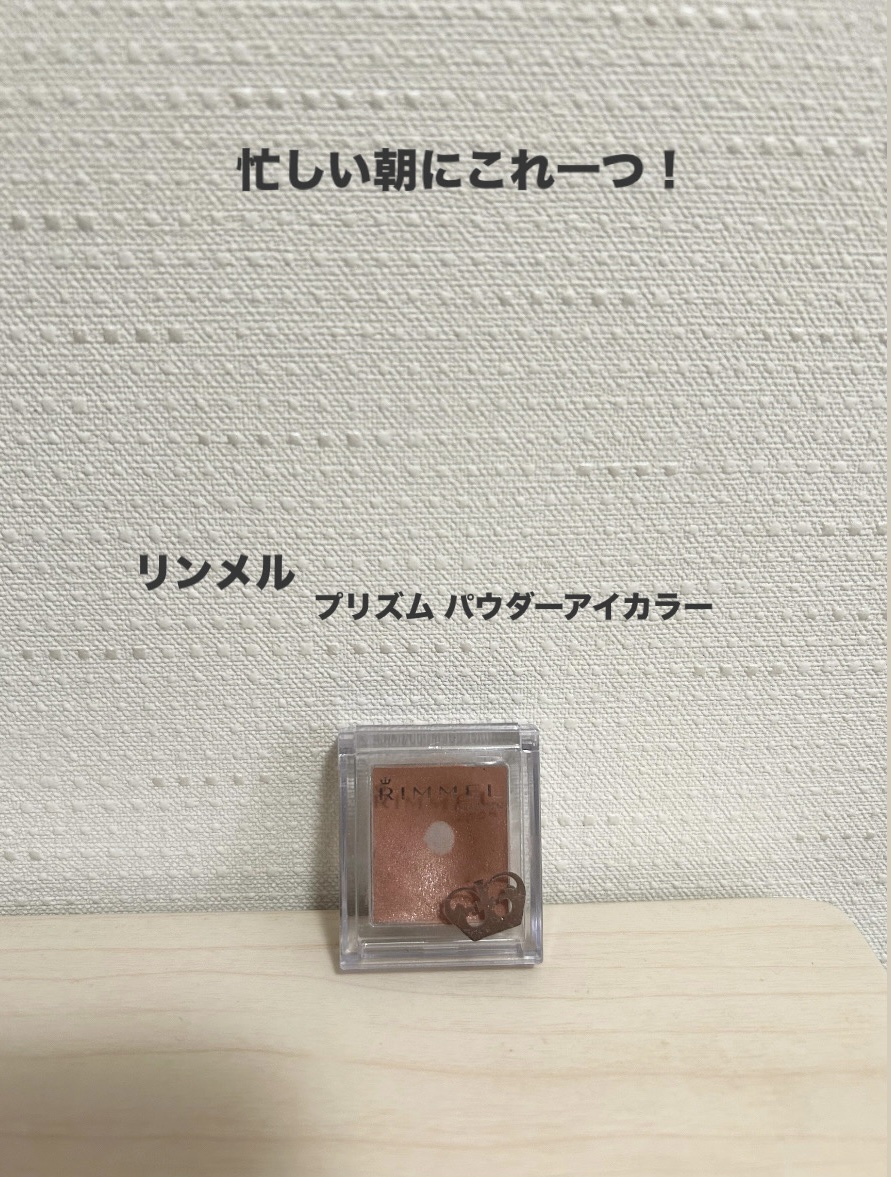 忙しい朝にこれ一つ！
リンメル
プリズム パウダーアイカラー
RIMMEL